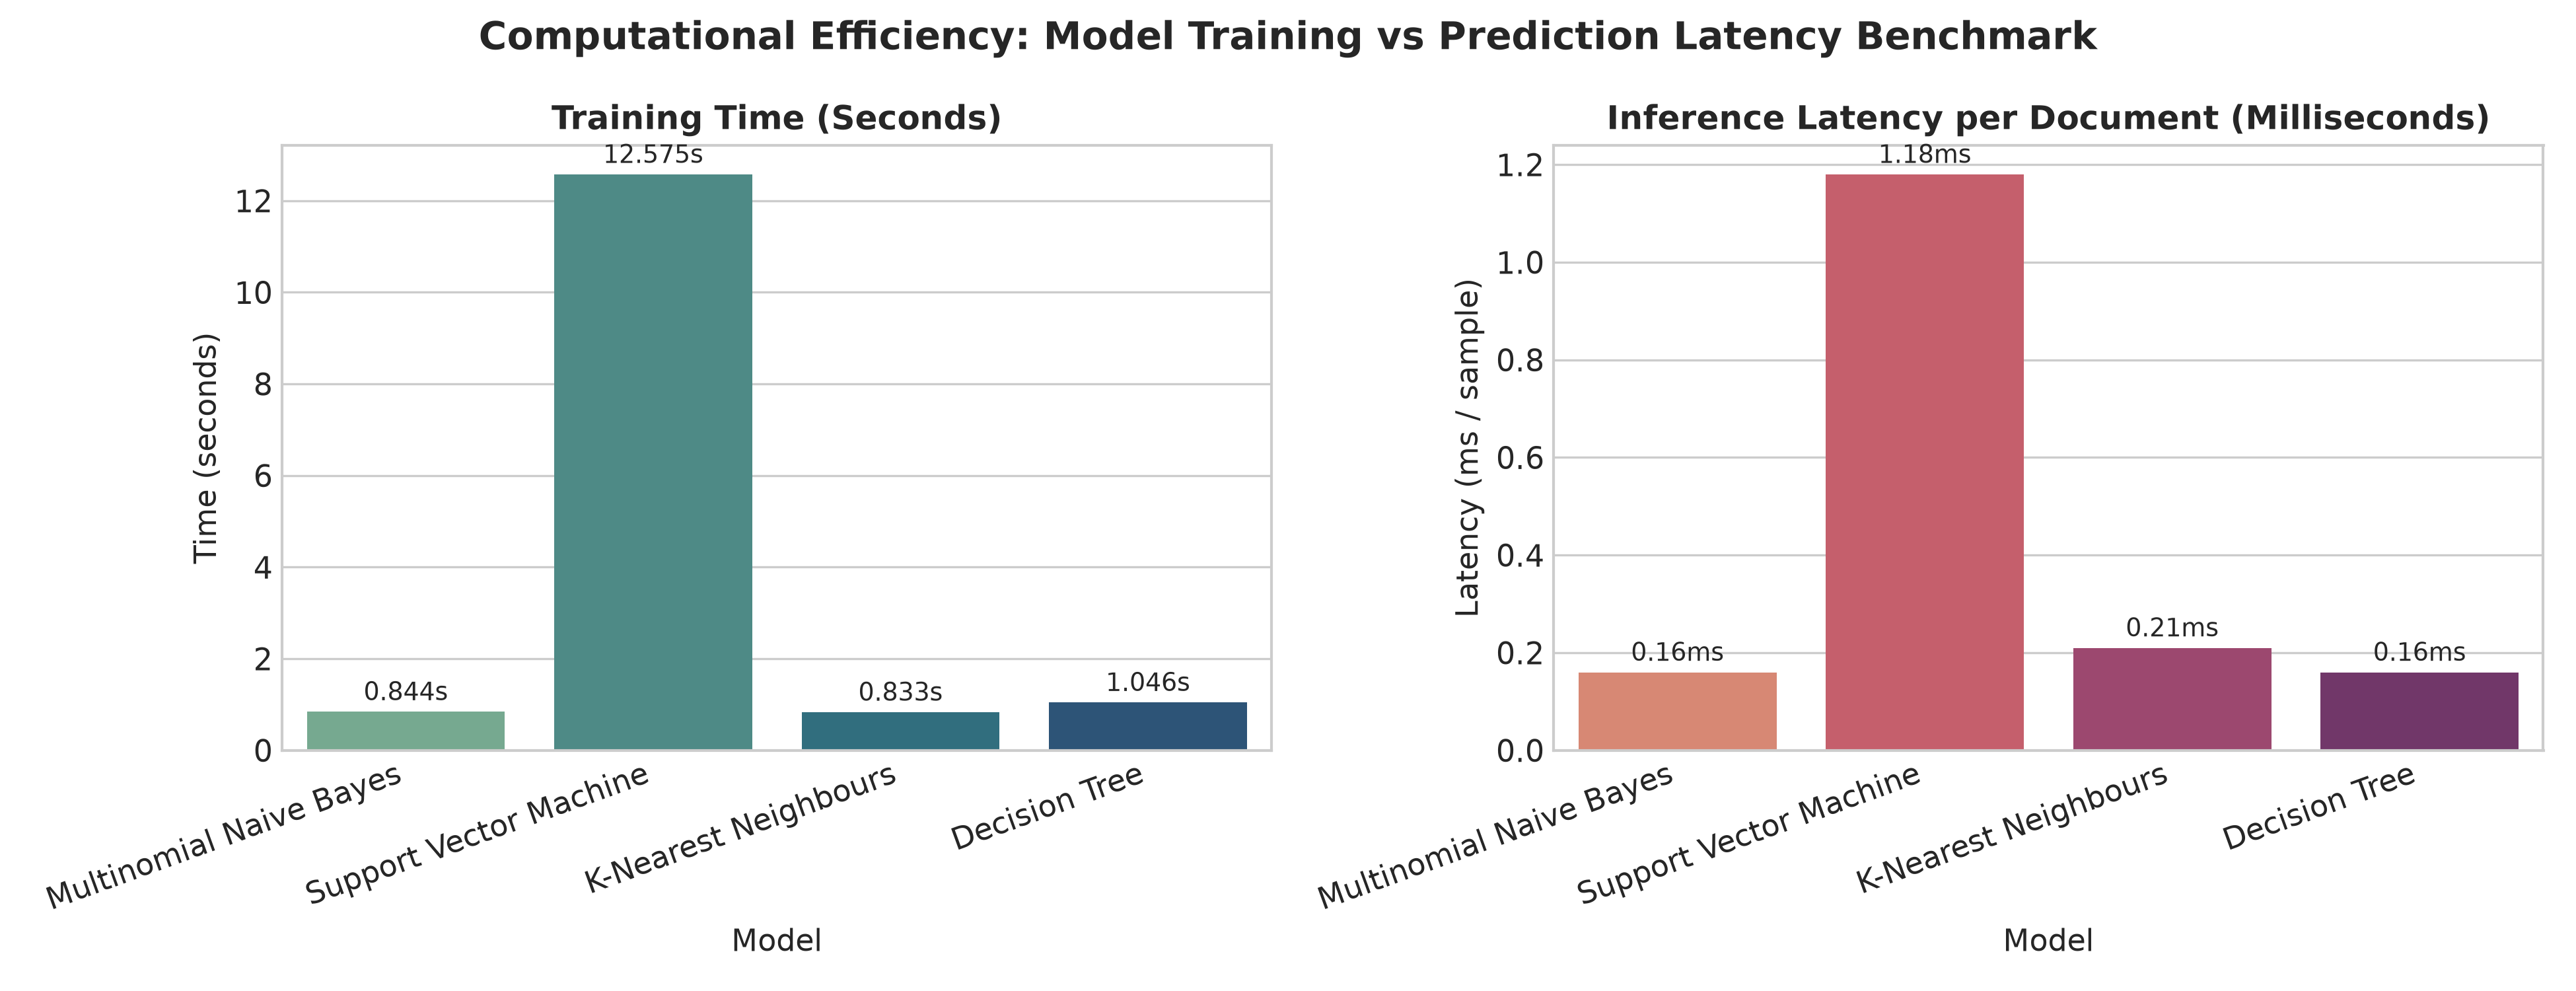 Computational Efficiency: Model Training vs Prediction Latency Benchmark
Training Time (Seconds)
Time (seconds)
12
10
8
6
4
2
0
0.844s
12.575s
0.833s
1.046s
Multinomial Naive Bayes
Support Vector Machine
K-Nearest Neighbours
Decision Tree
Model
Inference Latency per Document (Milliseconds)
Latency (ms / sample)
1.2
1.0
0.8
0.6
0.4
0.2
0.0
0.16ms
1.18ms
0.21ms
0.16ms
Multinomial Naive Bayes
Support Vector Machine
K-Nearest Neighbours
Decision Tree
Model